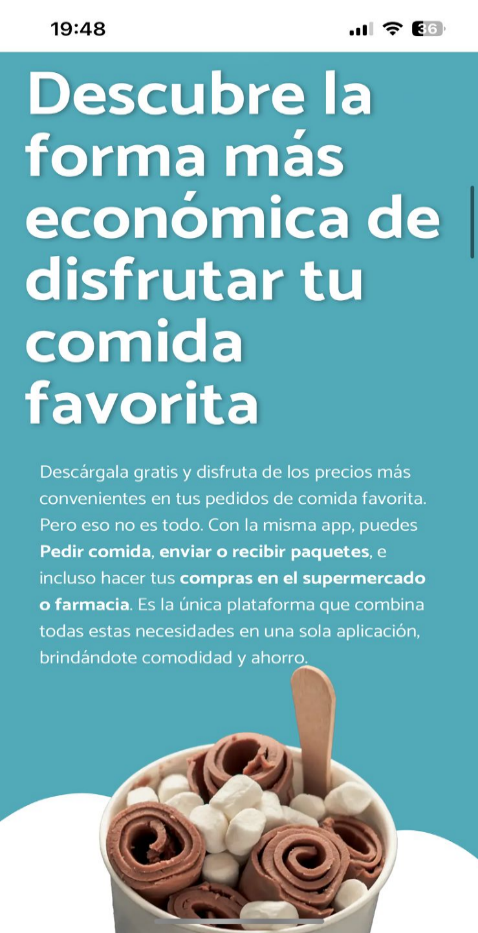 19:48
36
Descubre la
forma más
económica de
disfrutar tu
comida
favorita
Descárgala gratis y disfruta de los precios más
convenientes en tus pedidos de comida favorita.
Pero eso no es todo. Con la misma app, puedes
Pedir comida, enviar o recibir paquetes, e
incluso hacer tus compras en el supermercado
o farmacia. Es la única plataforma que combina
todas estas necesidades en una sola aplicación,
brindándote comodidad y ahorro.